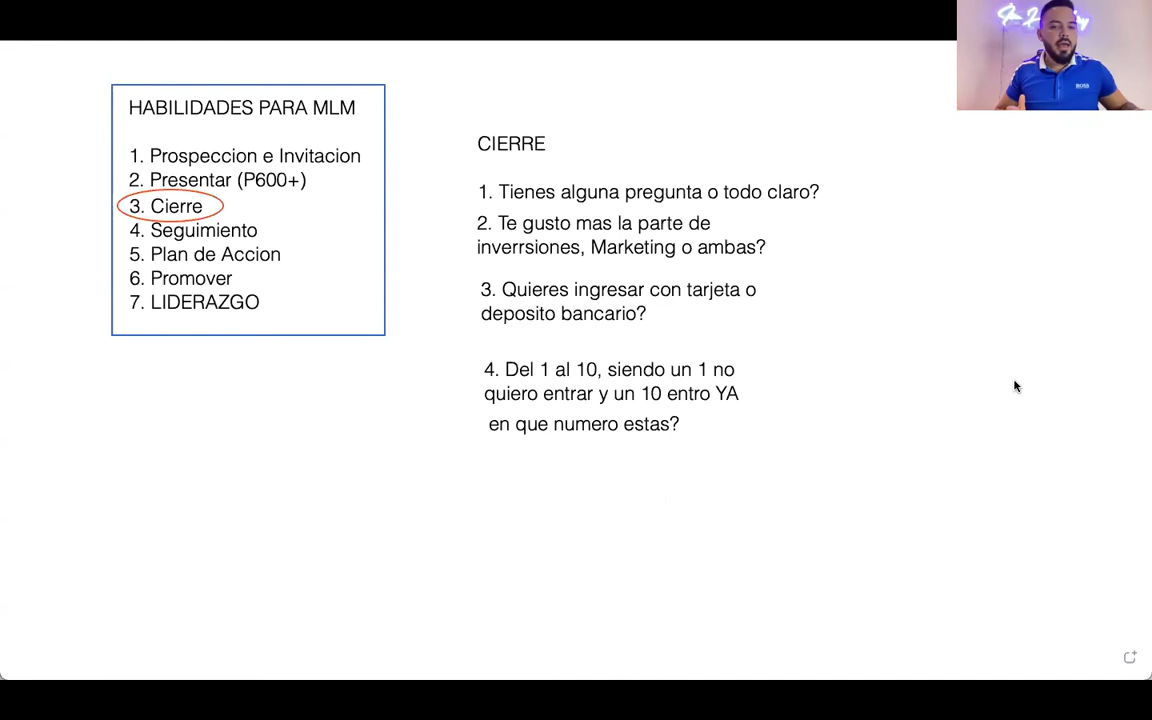 HABILIDADES PARA MLM
1. Prospeccion e Invitacion
2. Presentar (P600+)
3. Cierre
4. Seguimiento
5. Plan de Accion
6. Promover
7. LIDERAZGO
CIERRE
1. Tienes alguna pregunta o todo claro?
2. Te gusto mas la parte de
inverrsiones, Marketing o ambas?
3. Quieres ingresar con tarjeta o
deposito bancario?
4. Del 1 al 10, siendo un 1 no
quiero entrar y un 10 entro YA
en que numero estas?
BOSS